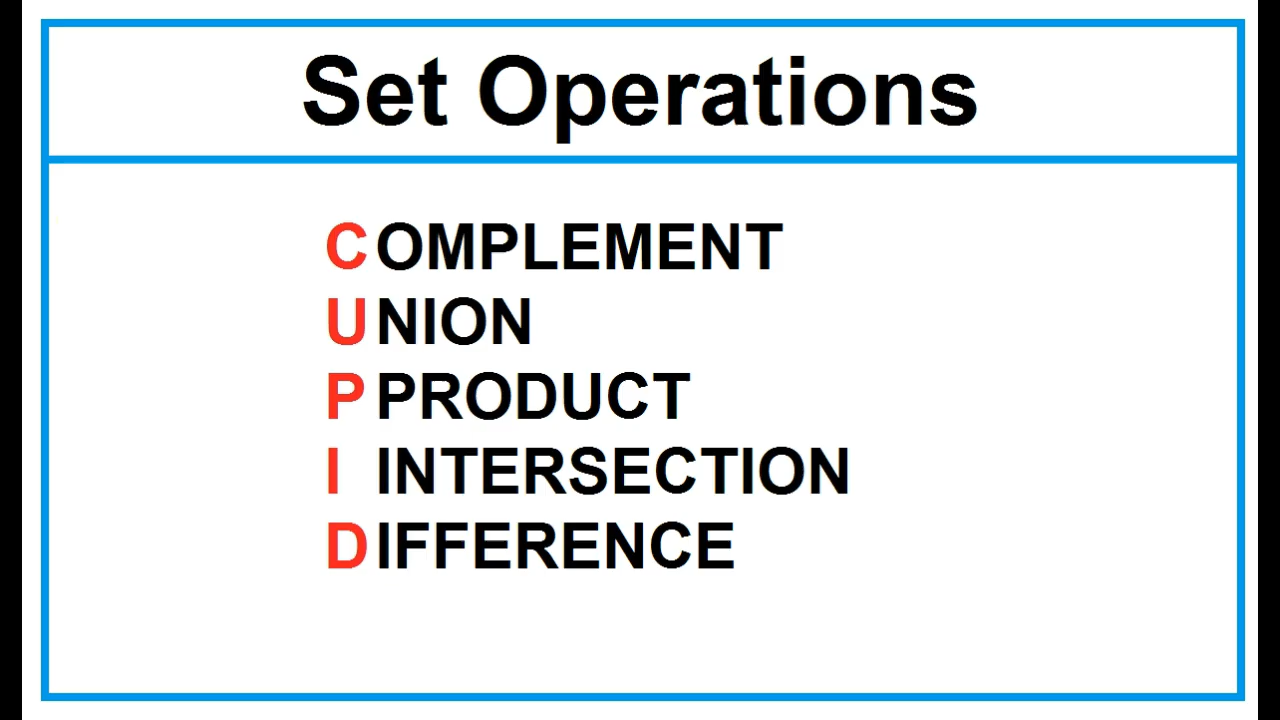 Set Operations
COMPLEMENT
UNION
P PRODUCT
I INTERSECTION
DIFFERENCE